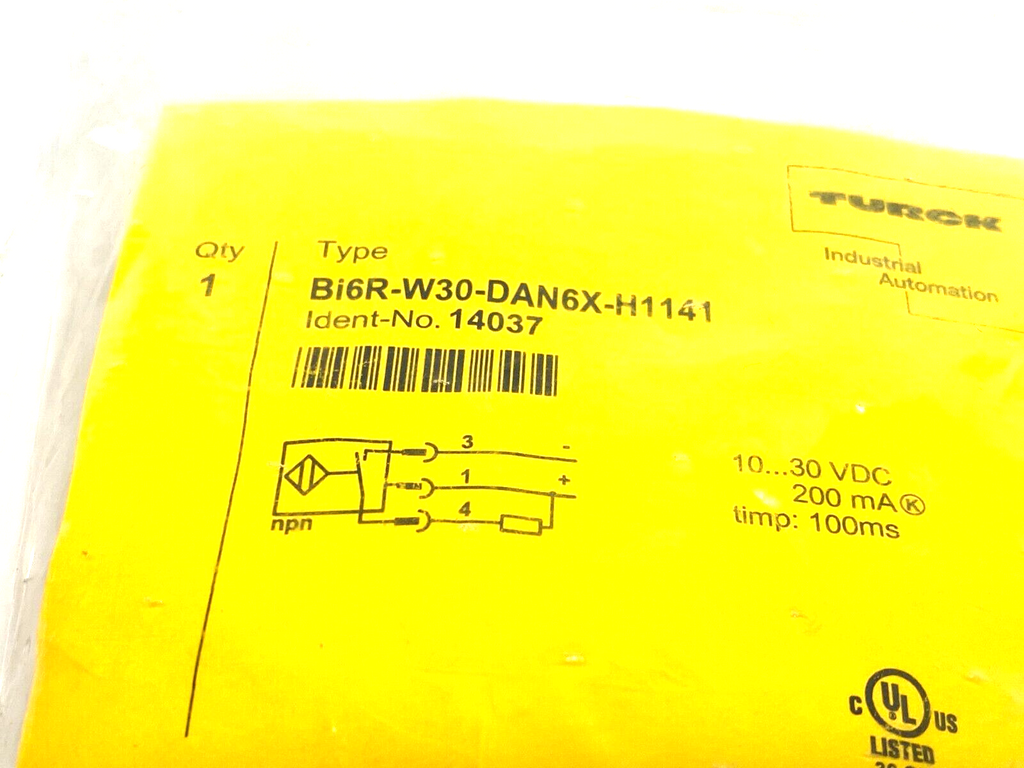 TURCK
Industrial
Automation
Qty
Type
1
Bi6R-W30-DAN6X-H1141
Ident-No. 14037
3
-
1
+
4
npn
10...30 VDC
200 mA Ⓚ
timp: 100ms
C UL US
LISTED